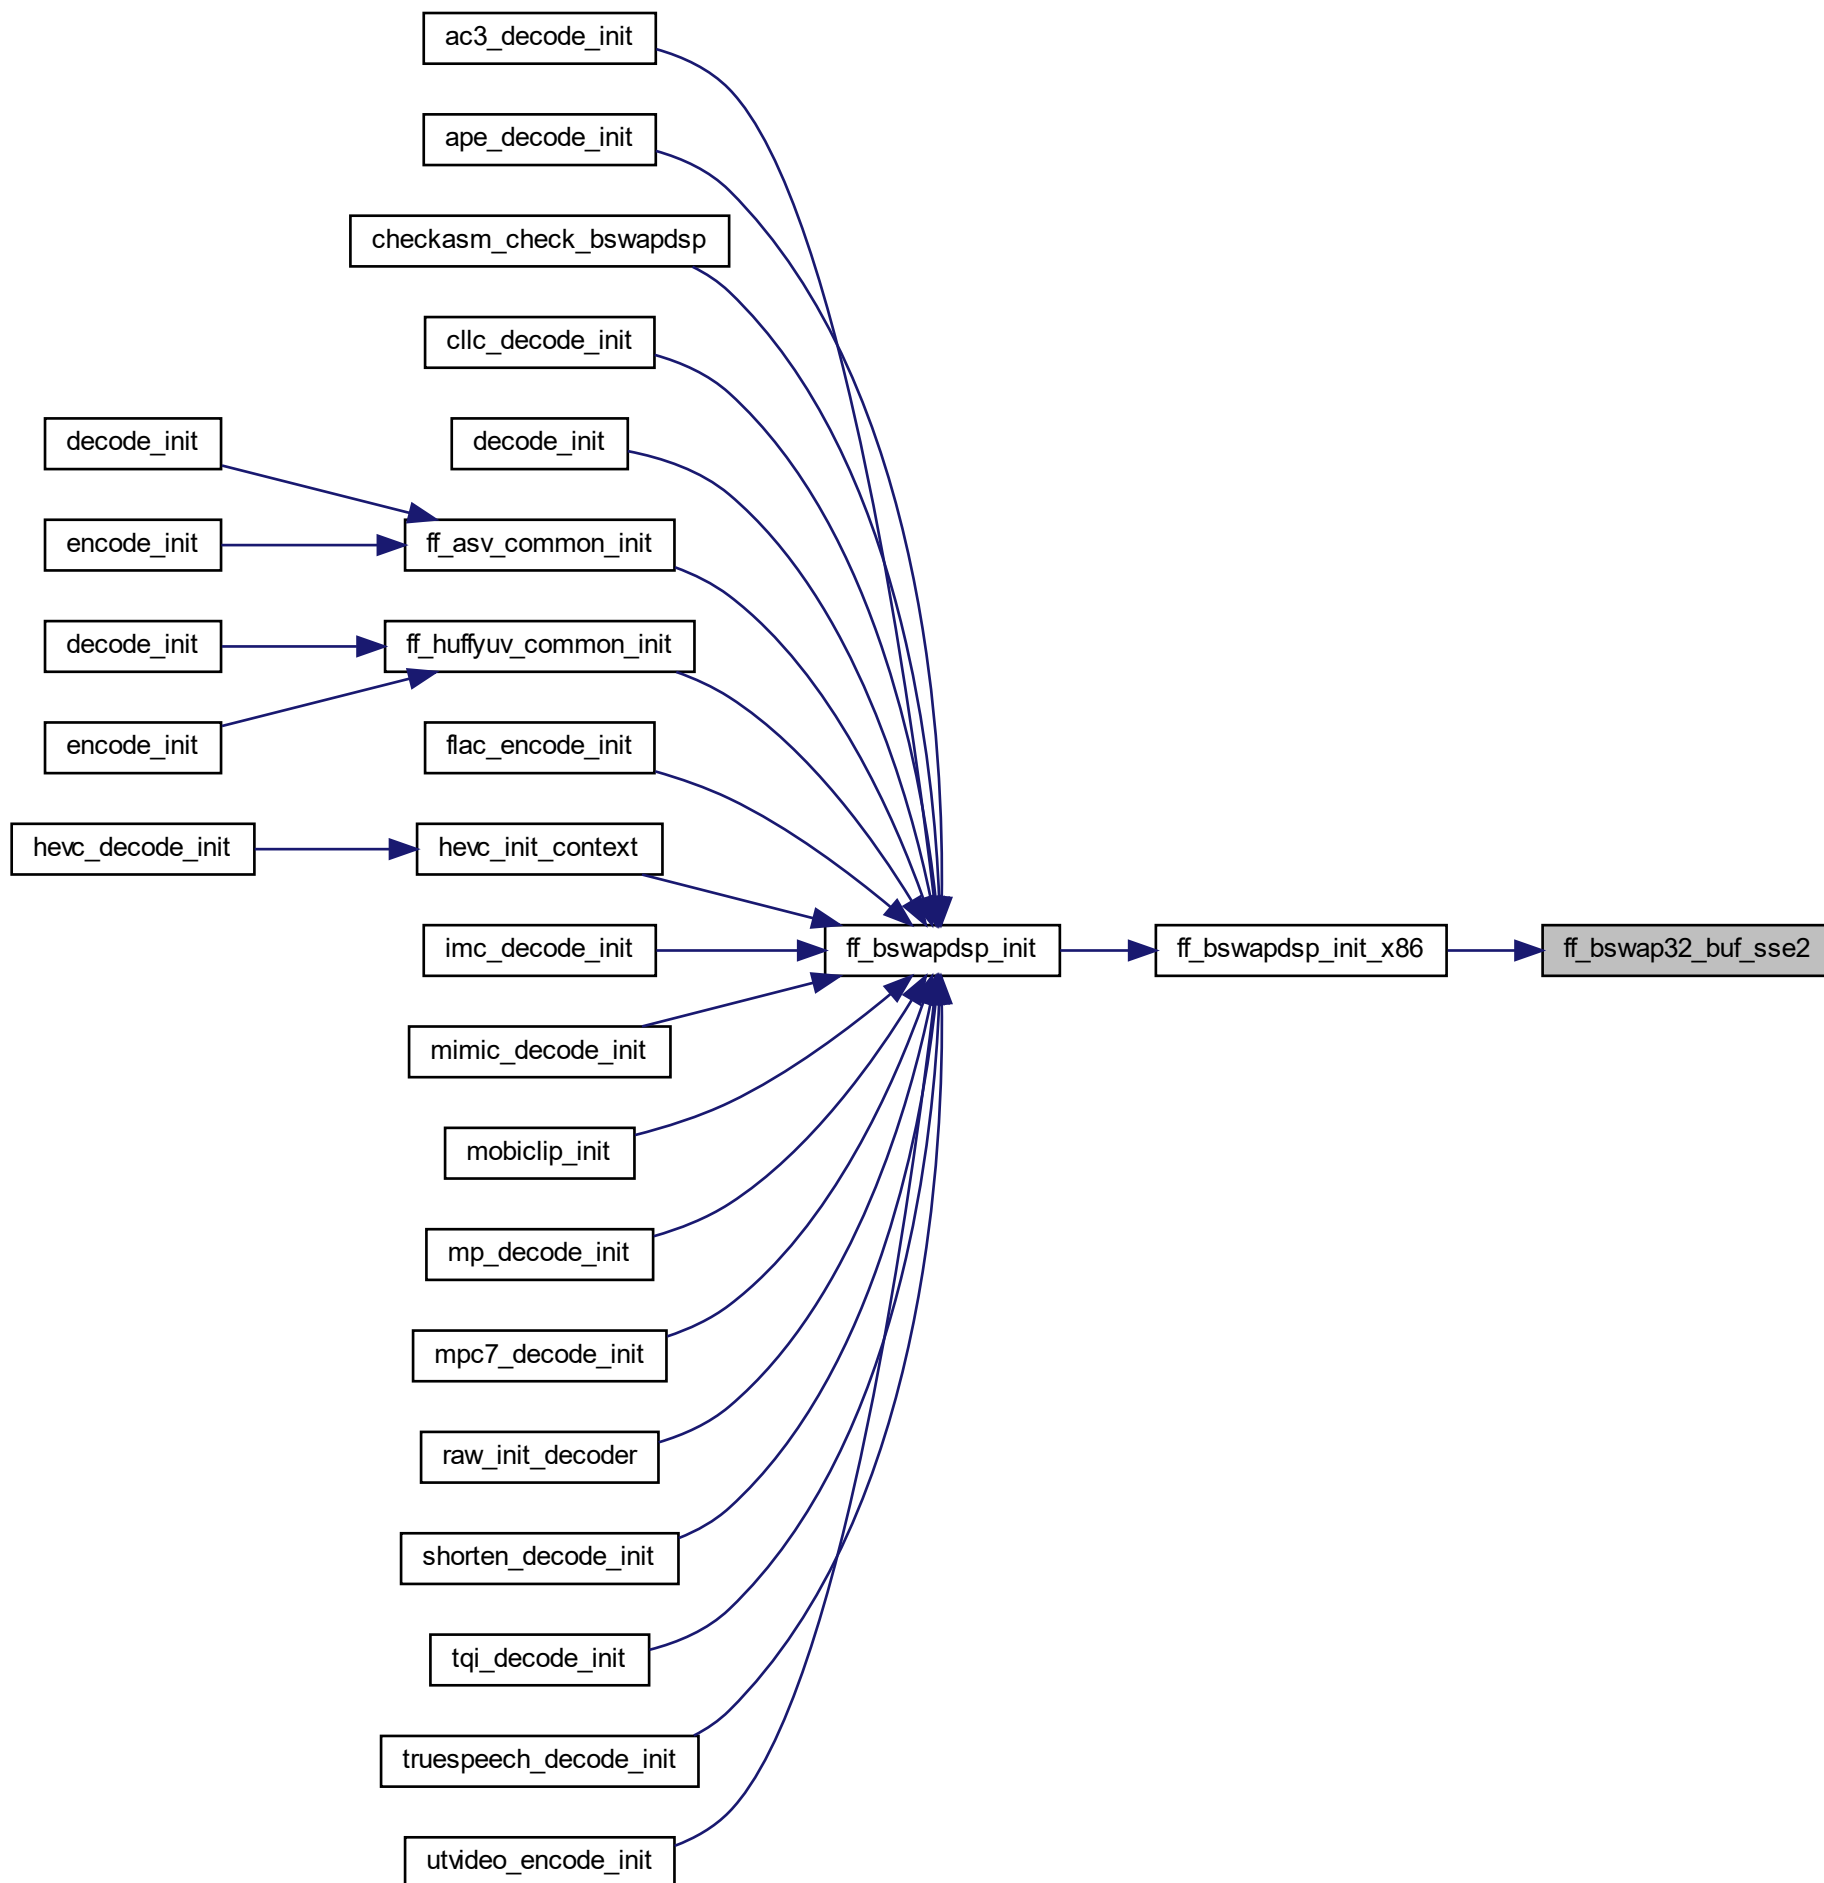 ac3_decode_init
ape_decode_init
checkasm_check_bswapdsp
cllc_decode_init
decode_init
decode_init
encode_init
ff_asv_common_init
decode_init
ff_huffyuv_common_init
encode_init
flac_encode_init
hevc_decode_init
hevc_init_context
imc_decode_init
ff_bswapdsp_init
ff_bswapdsp_init_x86
ff_bswap32_buf_sse2
mimic_decode_init
mobiclip_init
mp_decode_init
mpc7_decode_init
raw_init_decoder
shorten_decode_init
tqi_decode_init
truespeech_decode_init
utvideo_encode_init